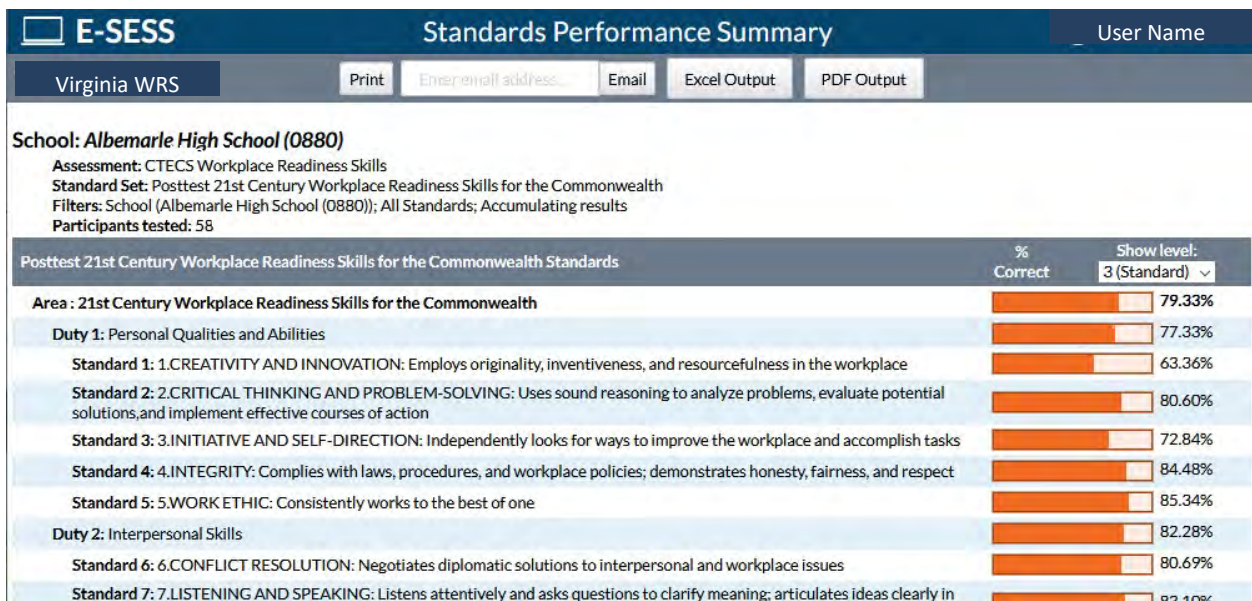 E-SESS
Standards Performance Summary
User Name
Virginia WRS
Print
Enter email address...
Email
Excel Output
PDF Output
School: Albemarle High School (0880)
Assessment: CTECS Workplace Readiness Skills
Standard Set: Posttest 21st Century Workplace Readiness Skills for the Commonwealth
Filters: School (Albemarle High School (0880)); All Standards; Accumulating results
Participants tested: 58
Posttest 21st Century Workplace Readiness Skills for the Commonwealth Standards
% Correct
Show level:
3 (Standard)
Area : 21st Century Workplace Readiness Skills for the Commonwealth 79.33%
Duty 1: Personal Qualities and Abilities 77.33%
Standard 1: 1.CREATIVITY AND INNOVATION: Employs originality, inventiveness, and resourcefulness in the workplace 63.36%
Standard 2: 2.CRITICAL THINKING AND PROBLEM-SOLVING: Uses sound reasoning to analyze problems, evaluate potential
solutions,and implement effective courses of action 80.60%
Standard 3: 3.INITIATIVE AND SELF-DIRECTION: Independently looks for ways to improve the workplace and accomplish tasks 72.84%
Standard 4: 4.INTEGRITY: Complies with laws, procedures, and workplace policies; demonstrates honesty, fairness, and respect 84.48%
Standard 5: 5.WORK ETHIC: Consistently works to the best of one 85.34%
Duty 2: Interpersonal Skills 82.28%
Standard 6: 6.CONFLICT RESOLUTION: Negotiates diplomatic solutions to interpersonal and workplace issues 80.69%
Standard 7: 7.LISTENING AND SPEAKING: Listens attentively and asks questions to clarify meaning; articulates ideas clearly in